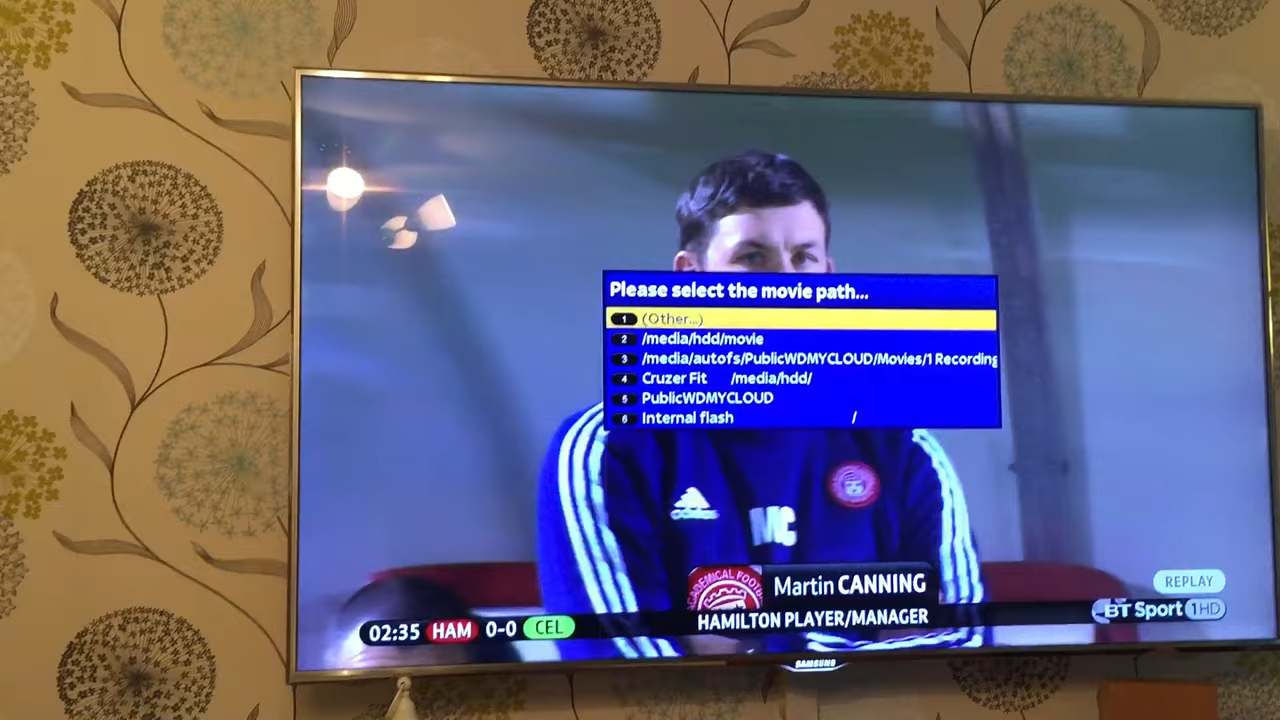 Please select the movie path...
1 (Other...)
2 /media/hdd/movie
3 /media/autofs/PublicWDMYCLOUD/Movies/1 Recording
4 Cruzer Fit /media/hdd/
5 PublicWDMYCLOUD
6 Internal flash /
adidas
MC
ACADEMICAL FOOTB
Martin CANNING
HAMILTON PLAYER/MANAGER
REPLAY
BT Sport 1HD
02:35 HAM 0-0 CEL
SAMSUNG